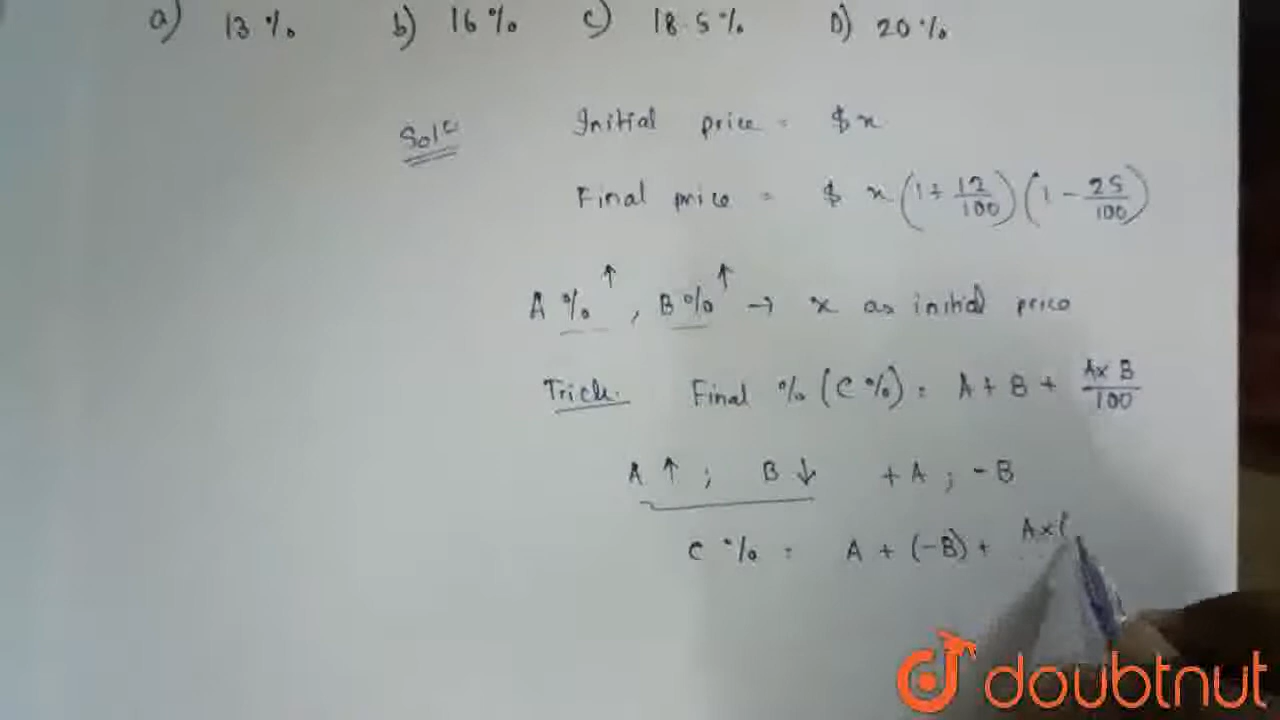 a) 13 % b) 16 % c) 18.5 % D) 20 %
Solⁿ Initial price = $ x
Final price = $ x (1 + 12/100) (1 - 25/100)
A % ↑ , B % ↑ → x as initial price
Trick. Final % (C %) = A + B + A x B/100
A ↑ ; B ↓ + A ; - B
C % = A + (-B) + A x (
doubtnut